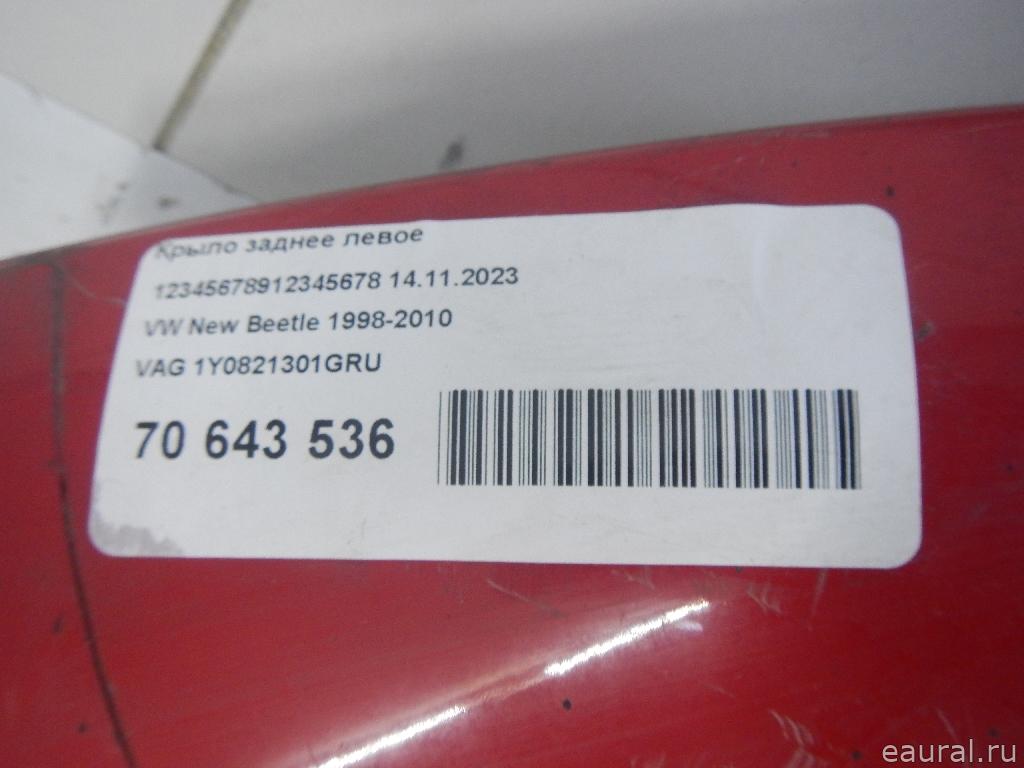 Крыло заднее левое
12345678912345678 14.11.2023
VW New Beetle 1998-2010
VAG 1Y0821301GRU
70 643 536
eaural.ru